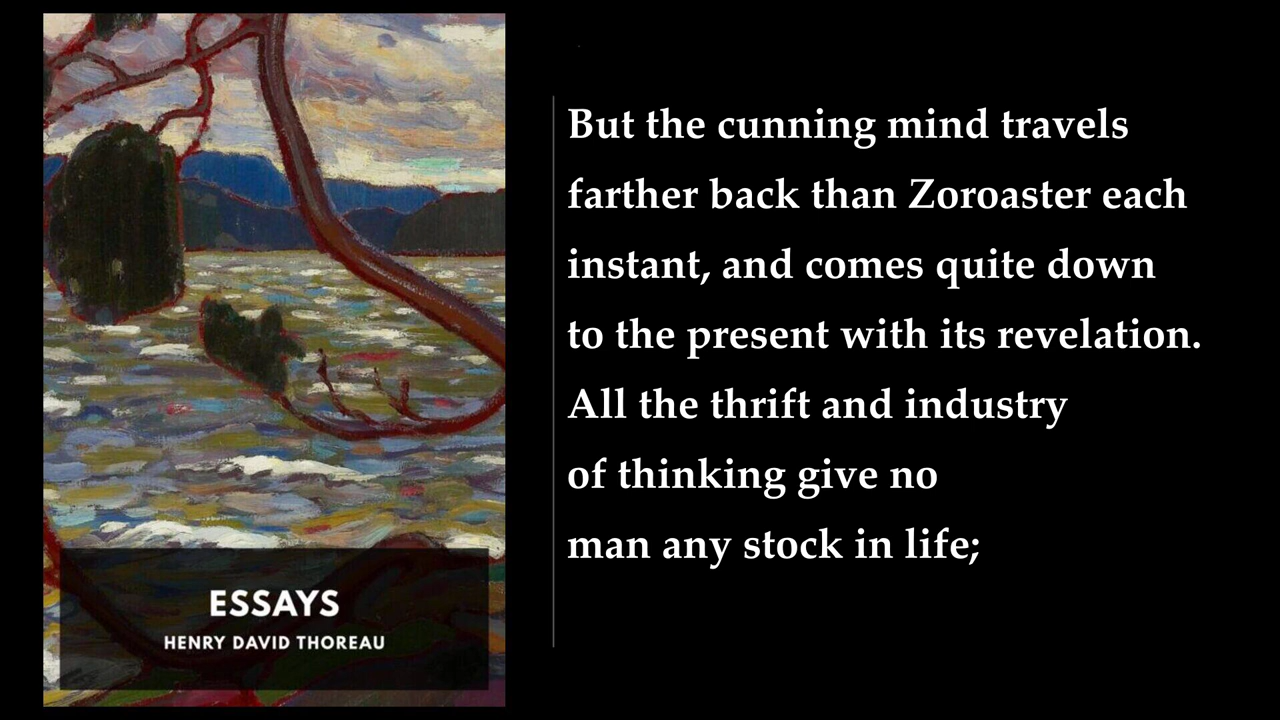 But the cunning mind travels
farther back than Zoroaster each
instant, and comes quite down
to the present with its revelation.
All the thrift and industry
of thinking give no
man any stock in life;
ESSAYS
HENRY DAVID THOREAU